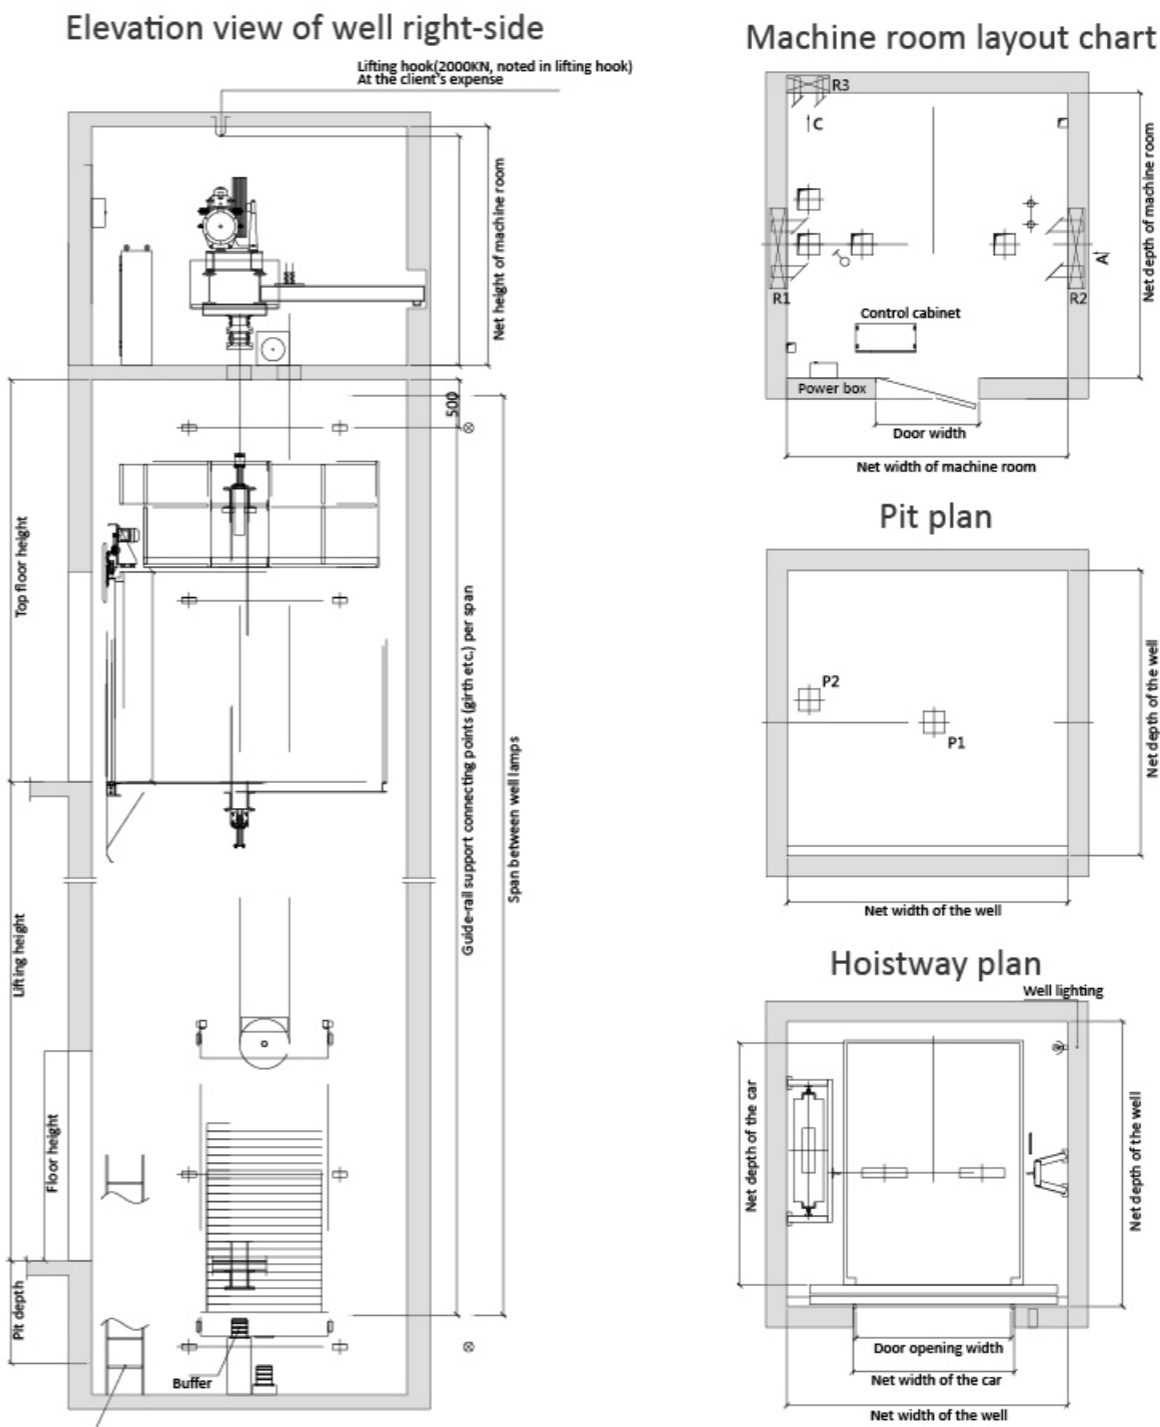 Elevation view of well right-side
Lifting hook(2000KN, noted in lifting hook)
At the client's expense
Net height of machine room
500
Top floor height
Guide-rail support connecting points (girth etc.) per span
Span between well lamps
Lifting height
Floor height
Pit depth
Buffer
Machine room layout chart
R3
C
Net depth of machine room
A
R1
R2
Control cabinet
Power box
Door width
Net width of machine room
Pit plan
P2
P1
Net depth of the well
Net width of the well
Hoistway plan
Well lighting
Net depth of the car
Net depth of the well
Door opening width
Net width of the car
Net width of the well